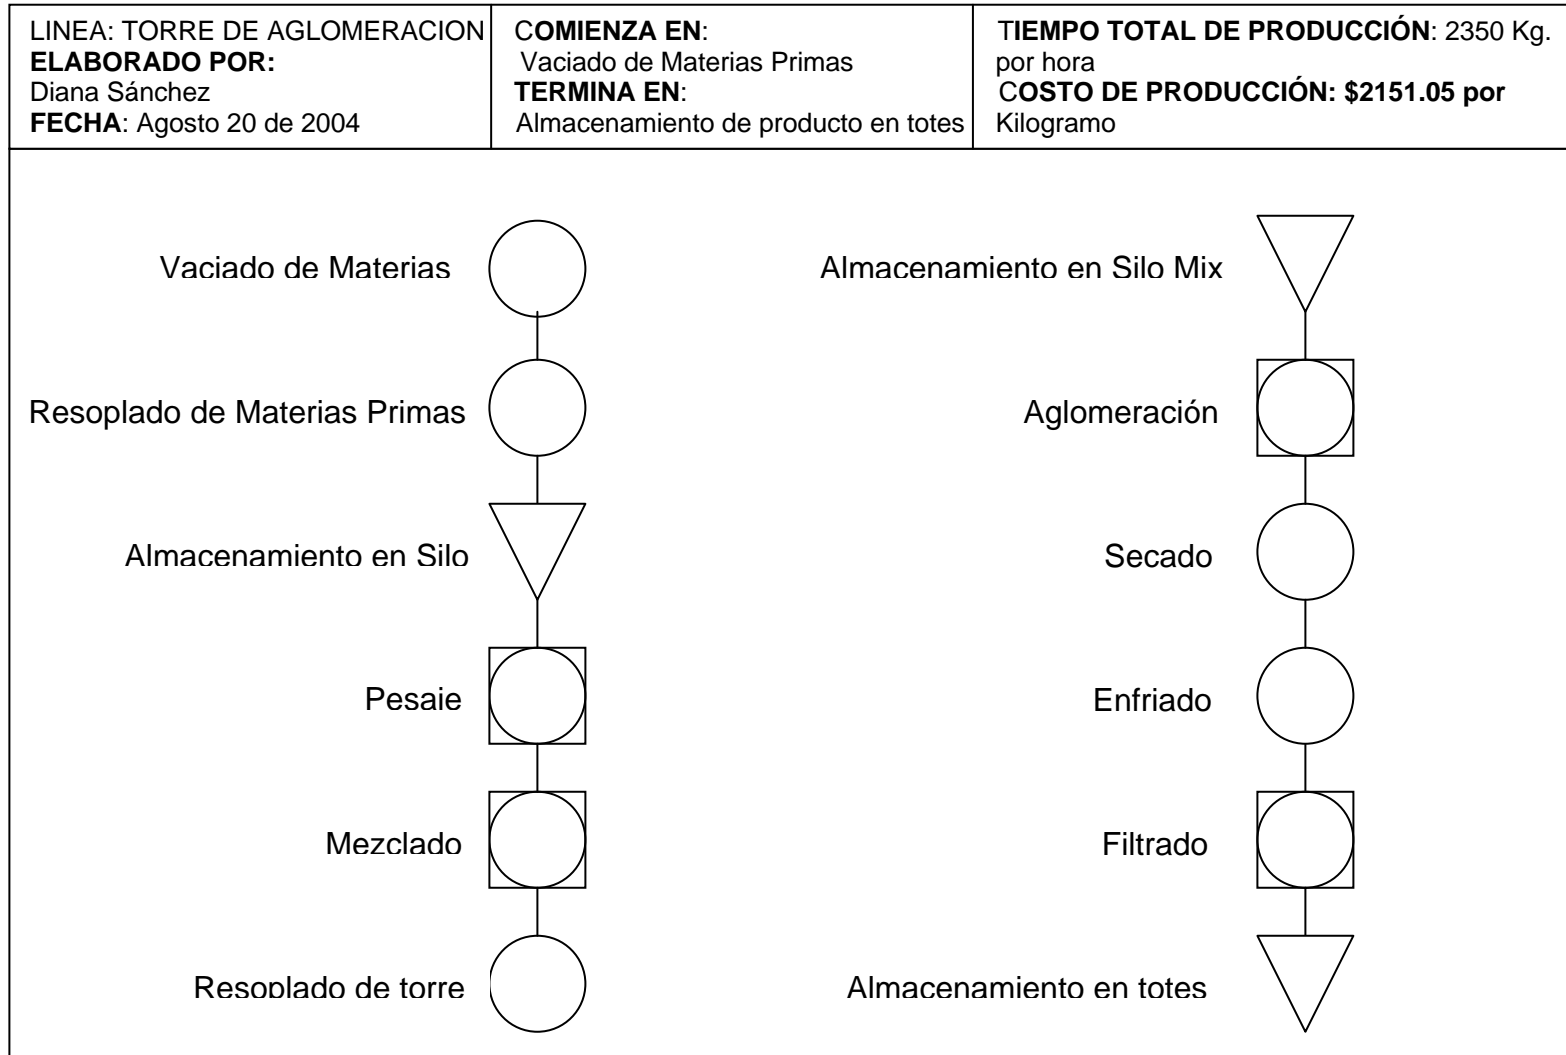 LINEA: TORRE DE AGLOMERACION
ELABORADO POR:
Diana Sánchez
FECHA: Agosto 20 de 2004
COMIENZA EN:
Vaciado de Materias Primas
TERMINA EN:
Almacenamiento de producto en totes
TIEMPO TOTAL DE PRODUCCIÓN: 2350 Kg.
por hora
COSTO DE PRODUCCIÓN: $2151.05 por
Kilogramo
Vaciado de Materias
Resoplado de Materias Primas
Almacenamiento en Silo
Pesaje
Mezclado
Resoplado de torre
Almacenamiento en Silo Mix
Aglomeración
Secado
Enfriado
Filtrado
Almacenamiento en totes